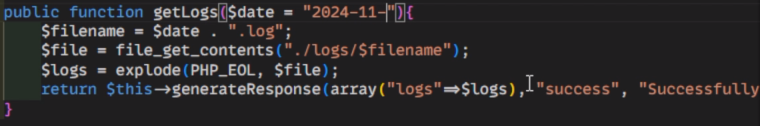 public function getLogs($date = "2024-11-"){
$filename = $date . ".log";
$file = file_get_contents("./logs/$filename");
$logs = explode(PHP_EOL, $file);
return $this->generateResponse(array("logs"=>$logs), "success", "Successfully
}